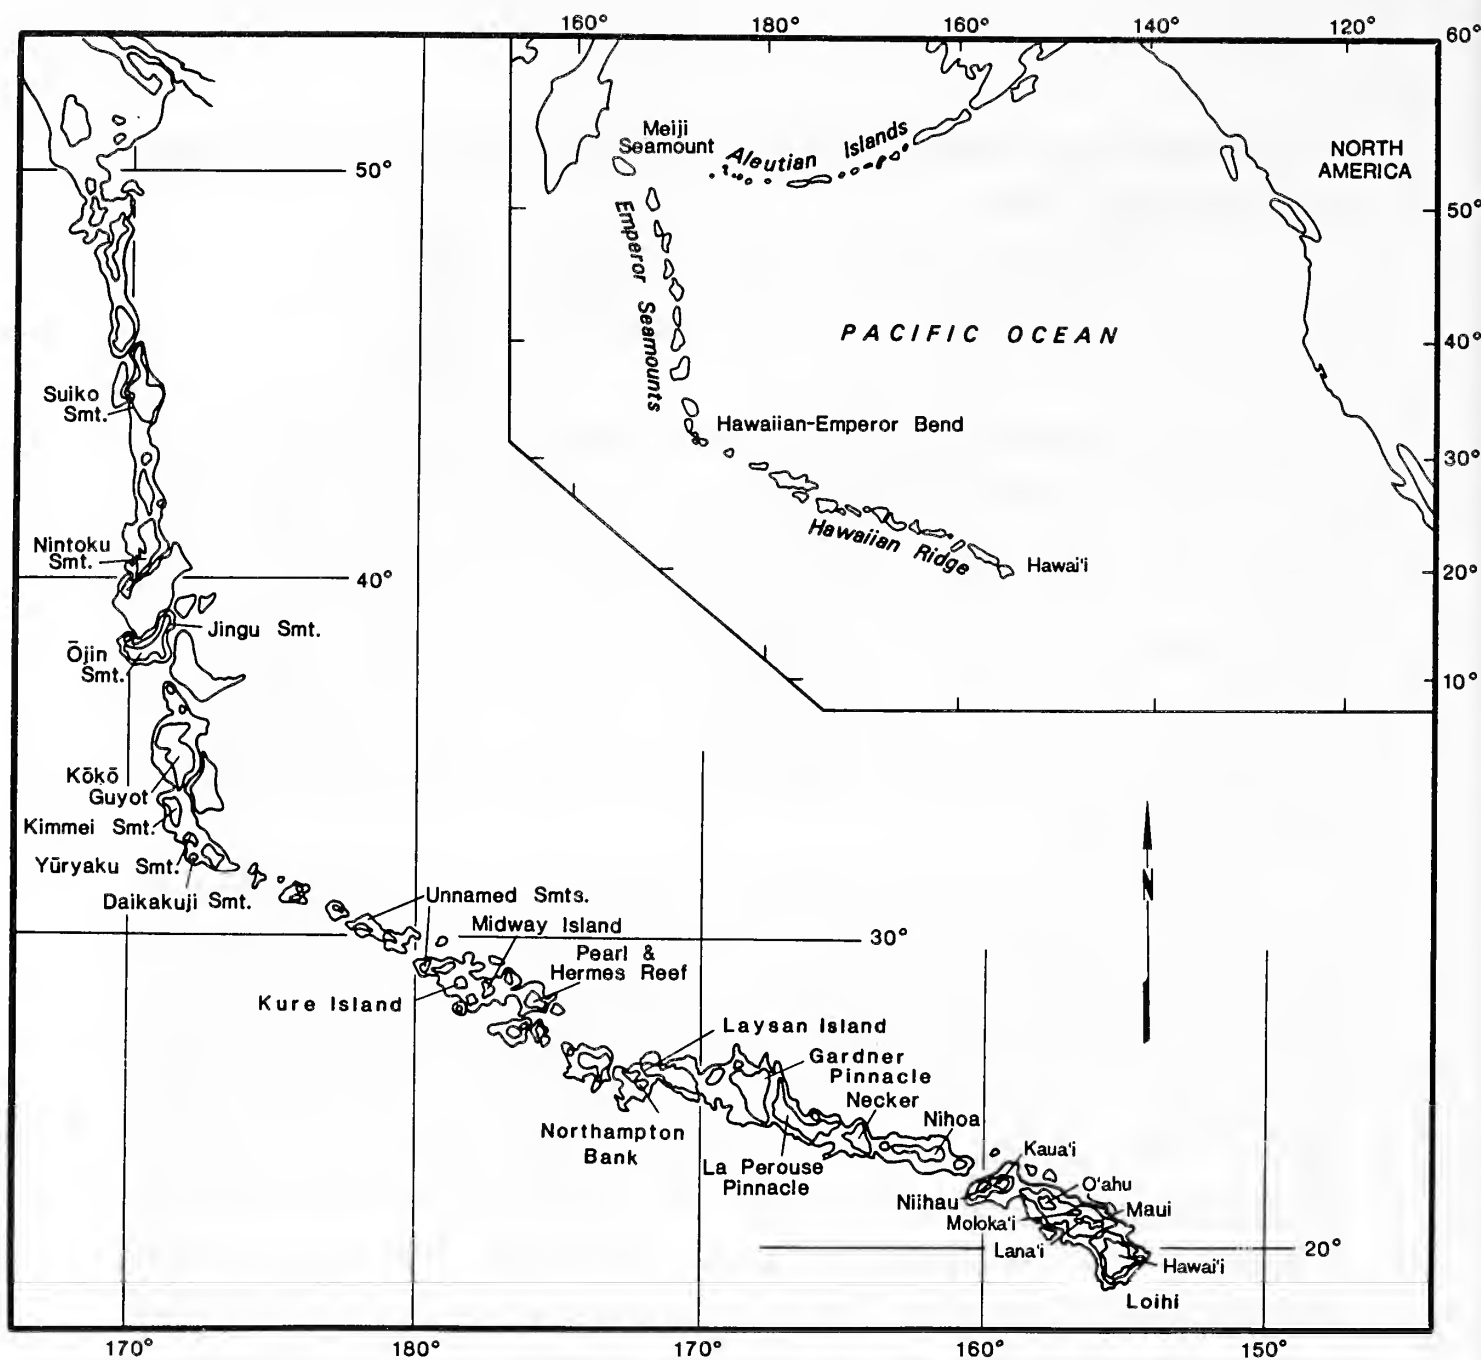 160° 180° 160° 140° 120°
60°
Meiji
Seamount
Aleutian Islands
NORTH
AMERICA
50°
50°
Emperor Seamounts
PACIFIC OCEAN
40°
Suiko
Smt.
Hawaiian-Emperor Bend
30°
Hawaiian Ridge
Nintoku
Smt.
Hawai'i
20°
40°
Jingu Smt.
Ōjin
Smt.
10°
Kōkō
Guyot
Kimmei Smt.
Yūryaku Smt.
Daikakuji Smt.
N
Unnamed Smts.
Midway Island
30°
Pearl &
Hermes Reef
Kure Island
Laysan Island
Gardner
Pinnacle
Necker
Nihoa
Northampton
Bank
La Perouse
Pinnacle
Kaua'i
O'ahu
Niihau
Maui
Moloka'i
Lana'i
20°
Hawai'i
Loihi
170° 180° 170° 160° 150°